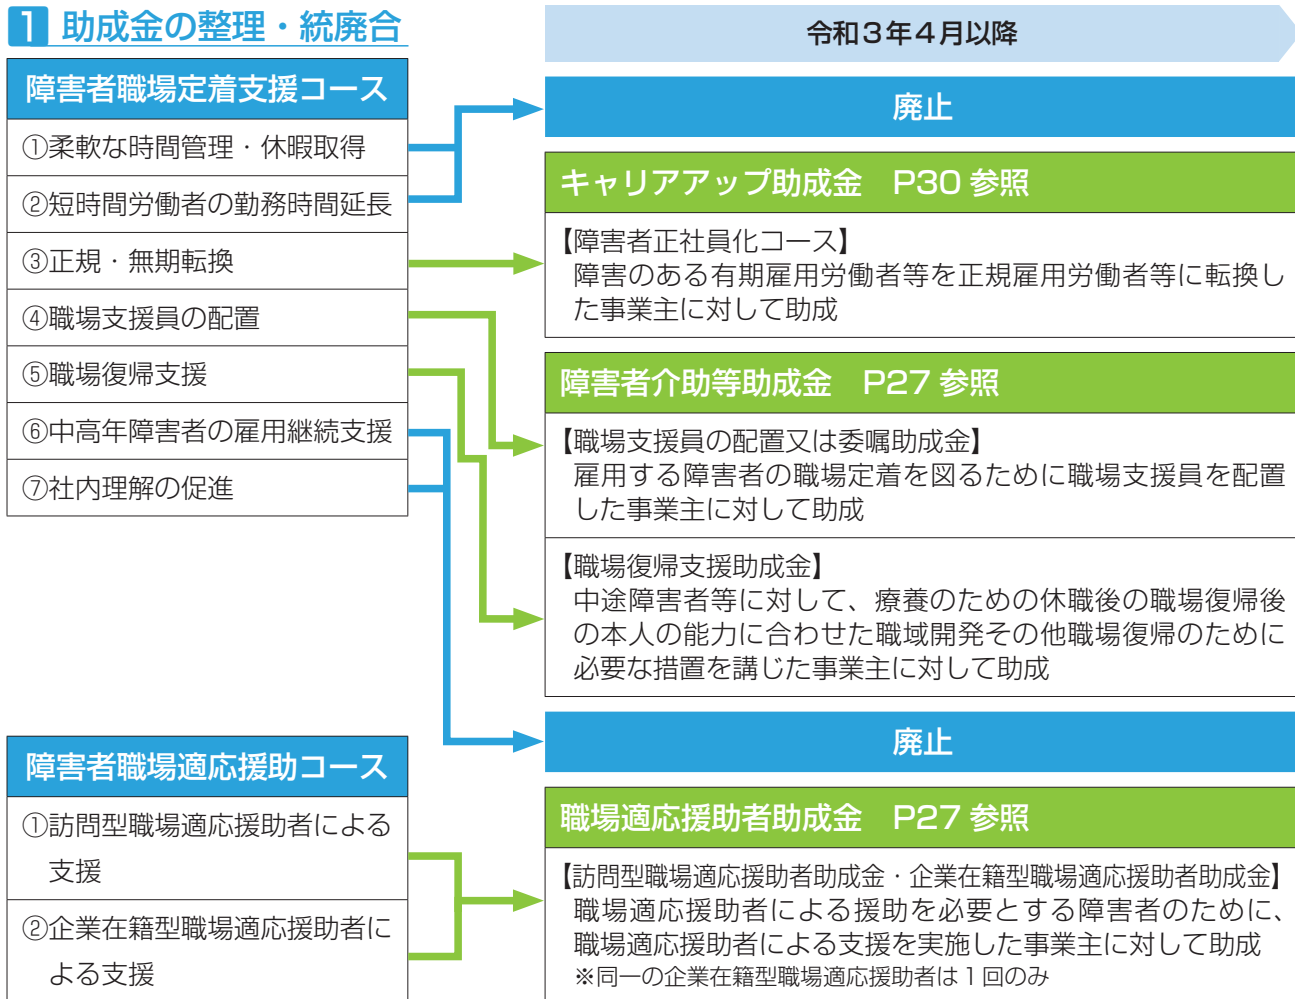 1 助成金の整理・統廃合
令和3年4月以降
障害者職場定着支援コース
①柔軟な時間管理・休暇取得
②短時間労働者の勤務時間延長
③正規・無期転換
④職場支援員の配置
⑤職場復帰支援
⑥中高年障害者の雇用継続支援
⑦社内理解の促進
廃止
キャリアアップ助成金 P30 参照
【障害者正社員化コース】
障害のある有期雇用労働者等を正規雇用労働者等に転換し
た事業主に対して助成
障害者介助等助成金 P27 参照
【職場支援員の配置又は委嘱助成金】
雇用する障害者の職場定着を図るために職場支援員を配置
した事業主に対して助成
【職場復帰支援助成金】
中途障害者等に対して、療養のための休職後の職場復帰後
の本人の能力に合わせた職域開発その他職場復帰のために
必要な措置を講じた事業主に対して助成
廃止
障害者職場適応援助コース
①訪問型職場適応援助者による
支援
②企業在籍型職場適応援助者に
よる支援
職場適応援助者助成金 P27 参照
【訪問型職場適応援助者助成金・企業在籍型職場適応援助者助成金】
職場適応援助者による援助を必要とする障害者のために、
職場適応援助者による支援を実施した事業主に対して助成
※同一の企業在籍型職場適応援助者は1回のみ